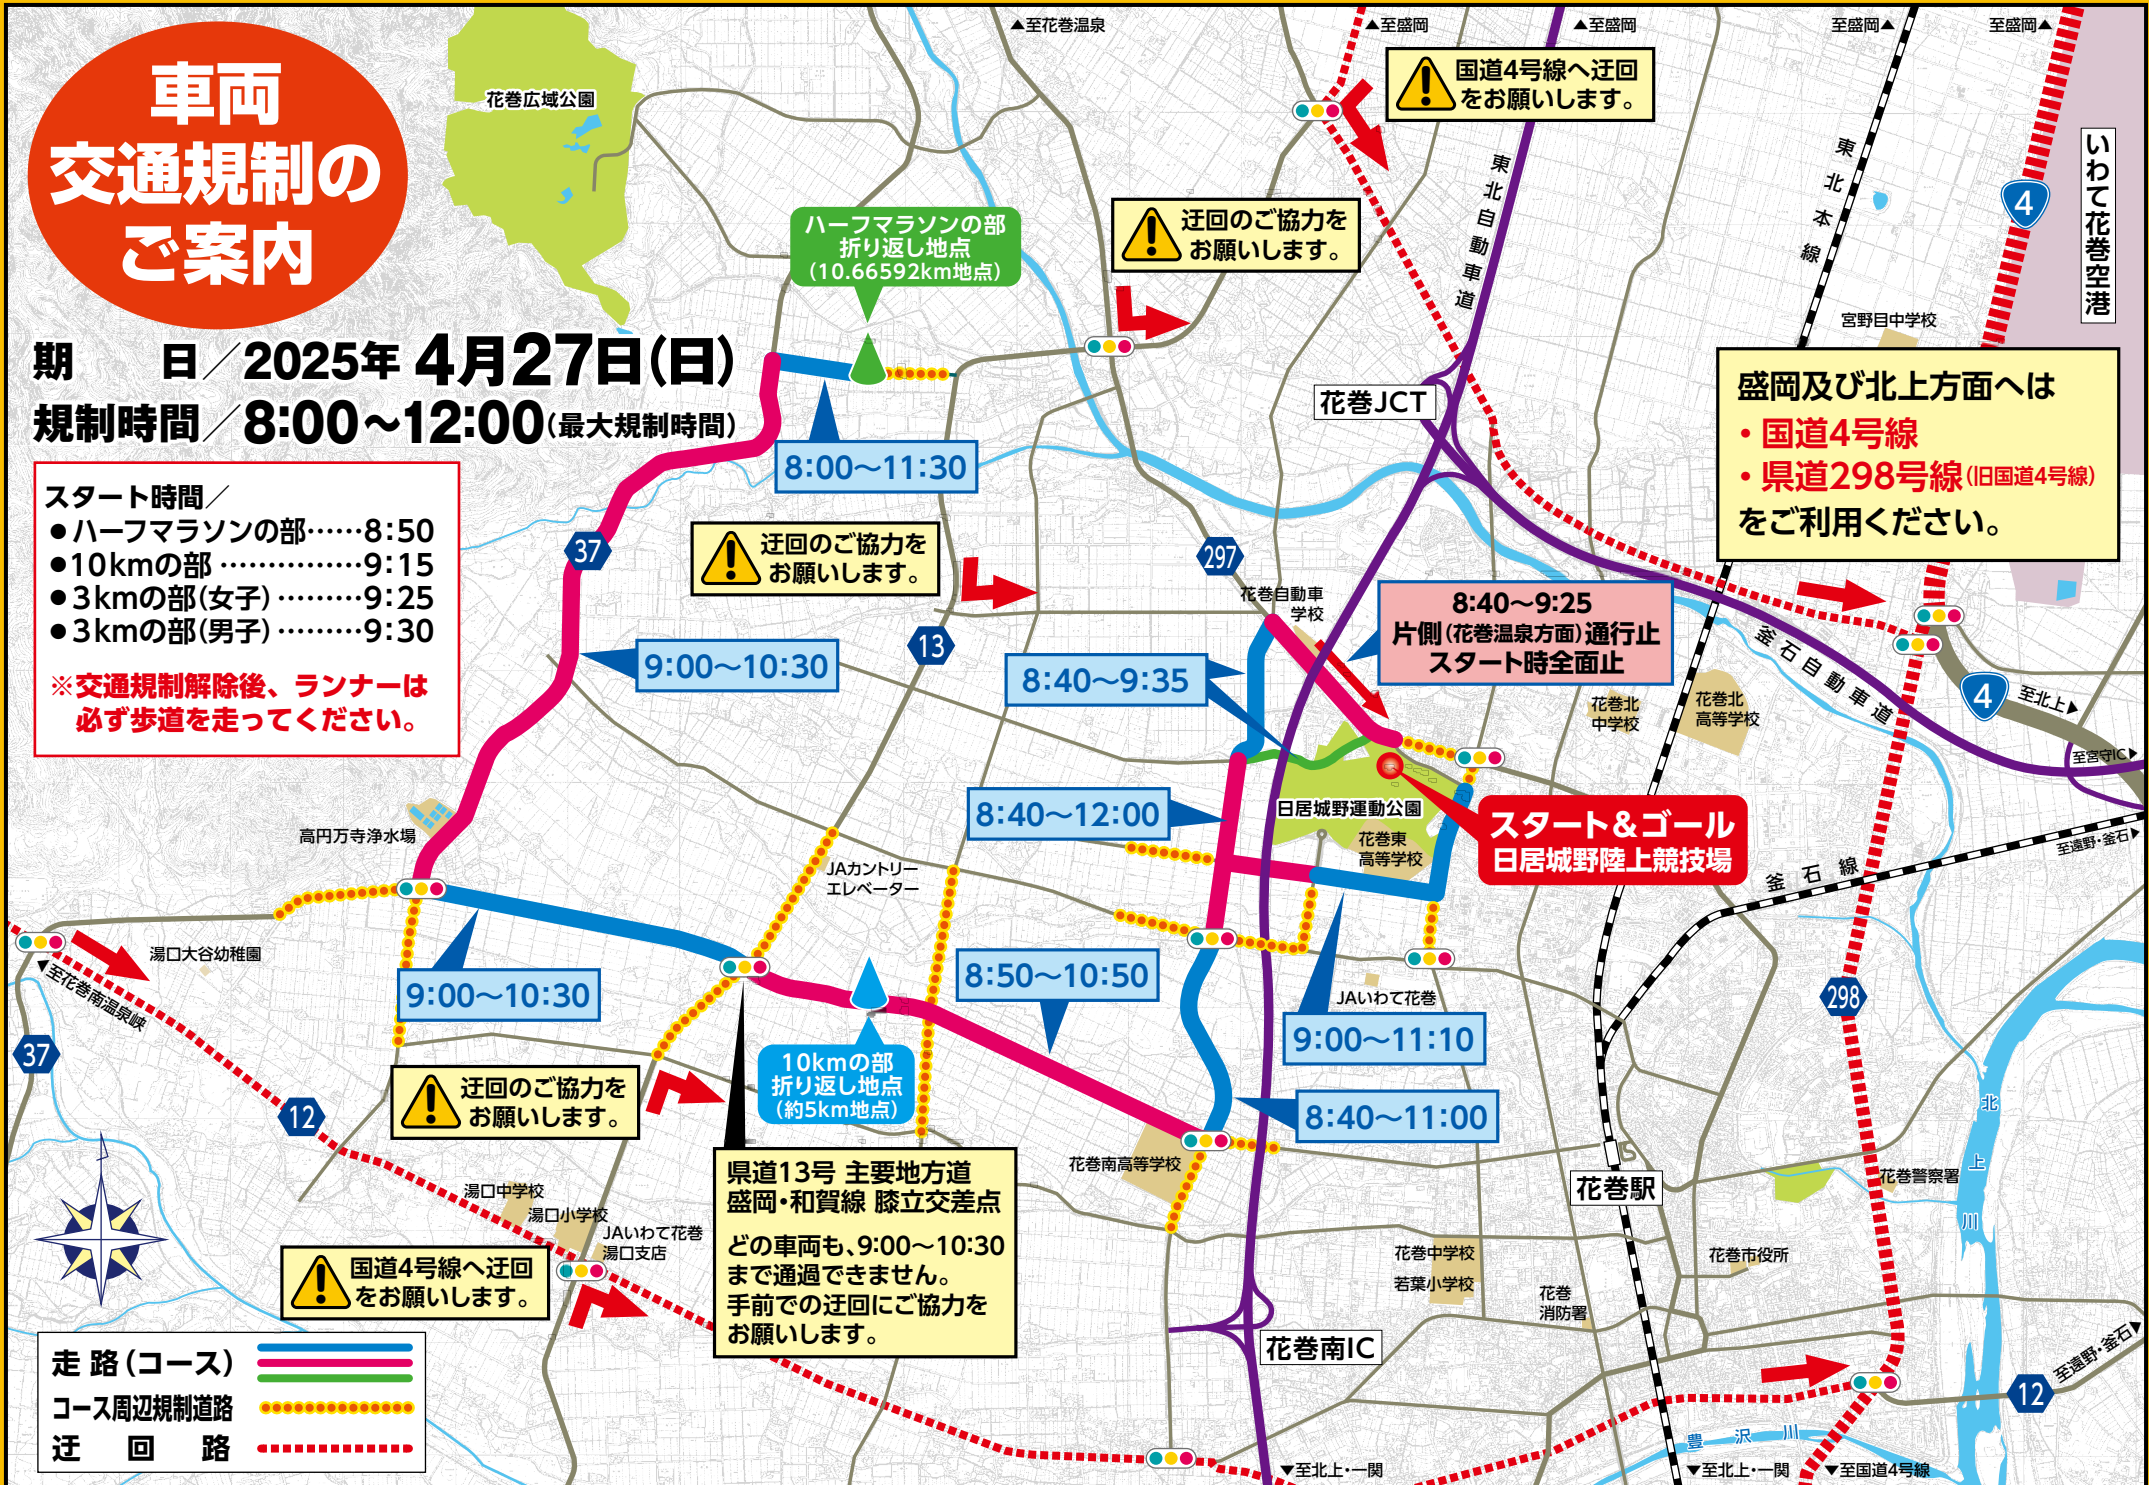 車両
交通規制の
ご案内
期　日／2025年 4月27日(日)
規制時間／8:00～12:00(最大規制時間)
スタート時間／
●ハーフマラソンの部……8:50
●10kmの部……………9:15
●3kmの部(女子)………9:25
●3kmの部(男子)………9:30
※交通規制解除後、ランナーは
必ず歩道を走ってください。
花巻広域公園
▲至花巻温泉
▲至盛岡
▲至盛岡
至盛岡▲
至盛岡▲
国道4号線へ迂回
をお願いします。
迂回のご協力を
お願いします。
ハーフマラソンの部
折り返し地点
(10.66592km地点)
東北自動車道
東北本線
4
いわて花巻空港
宮野目中学校
盛岡及び北上方面へは
・国道4号線
・県道298号線(旧国道4号線)
をご利用ください。
花巻JCT
8:00～11:30
迂回のご協力を
お願いします。
37
297
13
花巻自動車
学校
8:40～9:25
片側(花巻温泉方面)通行止
スタート時全面止
9:00～10:30
8:40～9:35
釜石自動車道
花巻北
中学校
花巻北
高等学校
4
至北上▶
至宮守IC▶
8:40～12:00
日居城野運動公園
花巻東
高等学校
スタート&ゴール
日居城野陸上競技場
高円万寺浄水場
JAカントリー
エレベーター
釜石線
至遠野・釜石▶
湯口大谷幼稚園
▼至花巻南温泉峡
9:00～10:30
8:50～10:50
JAいわて花巻
298
37
10kmの部
折り返し地点
(約5km地点)
9:00～11:10
迂回のご協力を
お願いします。
12
8:40～11:00
北上川
県道13号 主要地方道
盛岡・和賀線 膝立交差点
どの車両も、9:00～10:30
まで通過できません。
手前での迂回にご協力を
お願いします。
花巻南高等学校
花巻駅
花巻警察署
湯口中学校
湯口小学校
JAいわて花巻
湯口支店
国道4号線へ迂回
をお願いします。
花巻中学校
若葉小学校
花巻
消防署
花巻市役所
花巻南IC
至遠野・釜石▶
12
豊沢川
走路(コース)
コース周辺規制道路
迂回路
▼至北上・一関
▼至北上・一関
▼至国道4号線